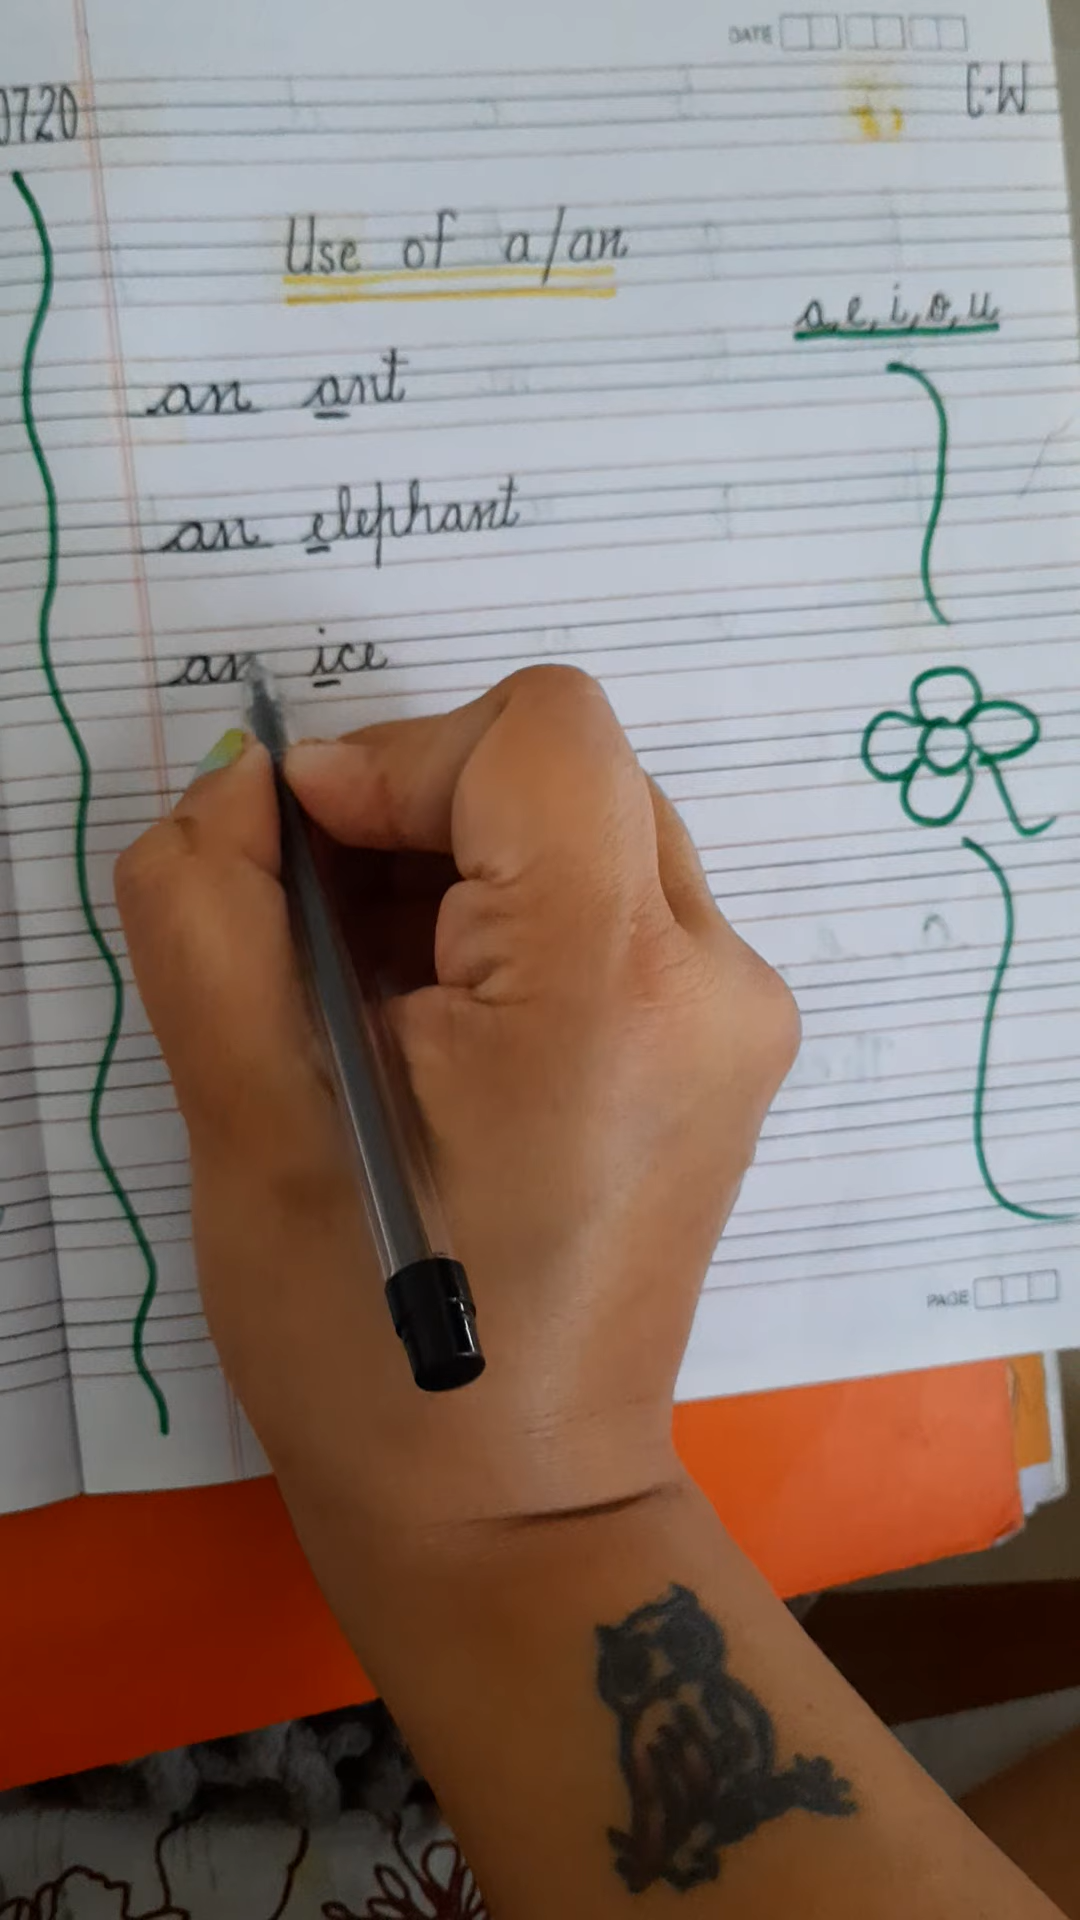 DATE
0720
C.W
Use of a/an
a, e, i, o, u
an ant
an elephant
an ice
PAGE